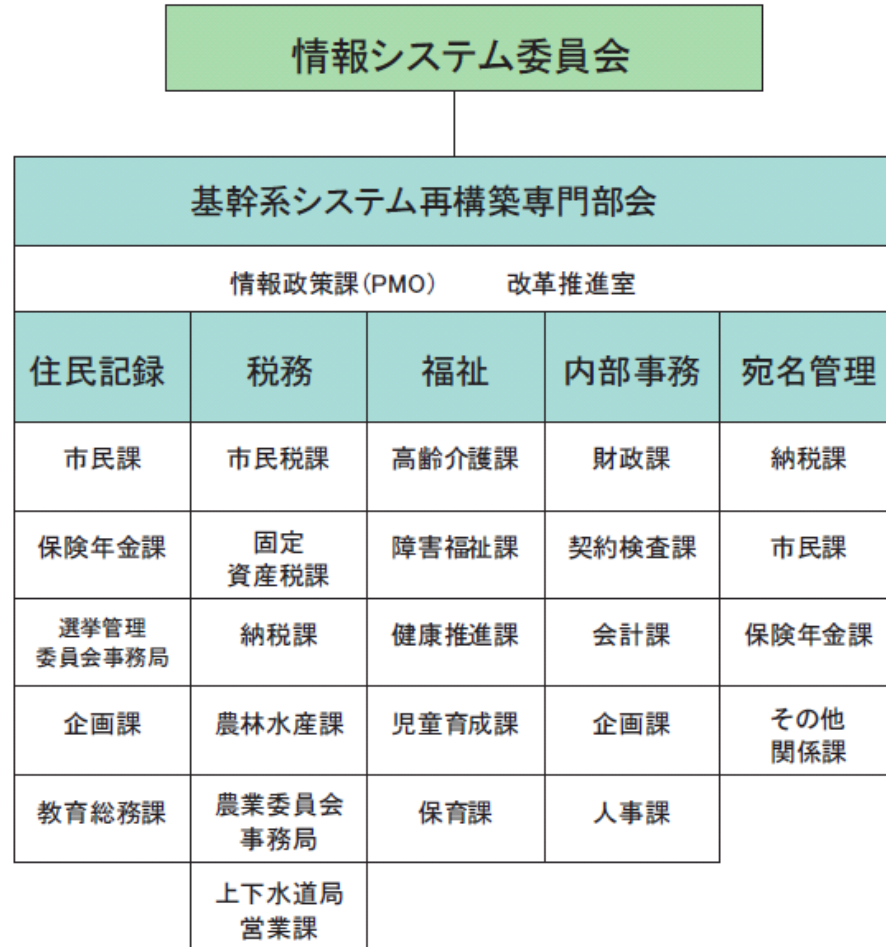 情報システム委員会
基幹系システム再構築専門部会
情報政策課(PMO) 改革推進室
住民記録 税務 福祉 内部事務 宛名管理
市民課 市民税課 高齢介護課 財政課 納税課
保険年金課 固定
資産税課 障害福祉課 契約検査課 市民課
選挙管理
委員会事務局 納税課 健康推進課 会計課 保険年金課
企画課 農林水産課 児童育成課 企画課 その他
関係課
教育総務課 農業委員会
事務局 保育課 人事課
上下水道局
営業課